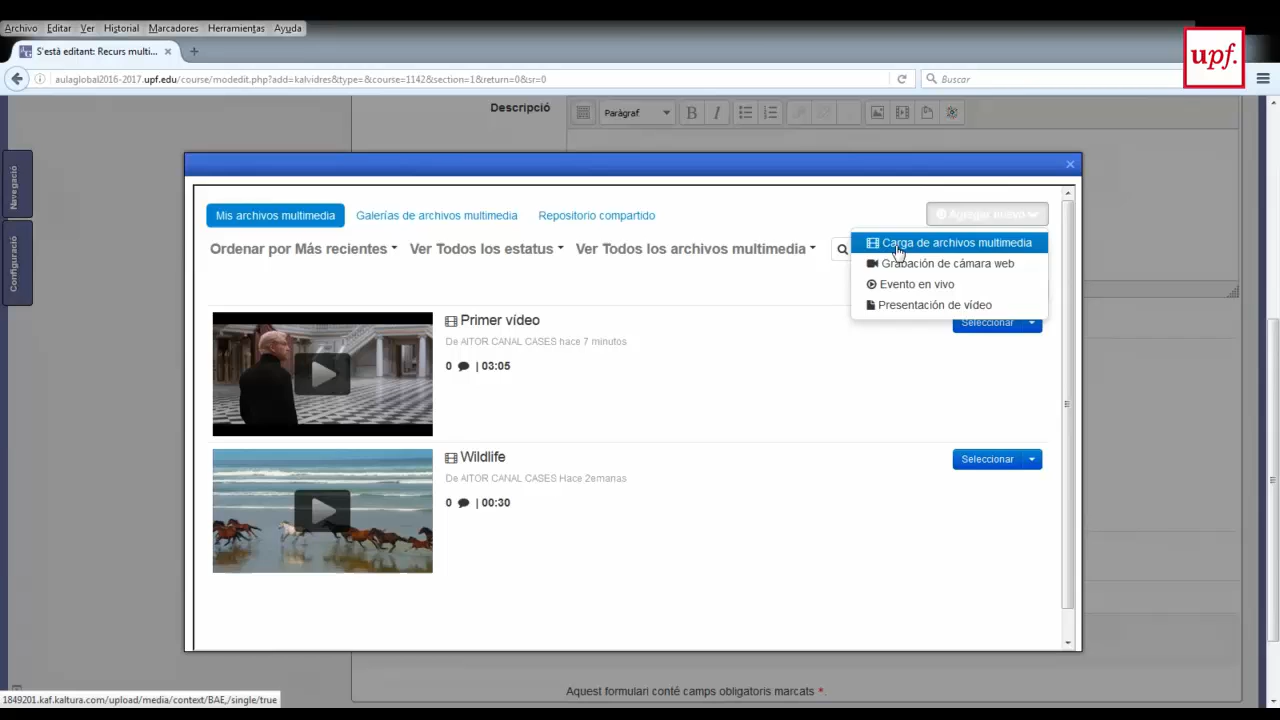 Archivo Editar Ver Historial Marcadores Herramientas Ayuda
upf.
S'està editant: Recurs multi... × +
aulaglobal2016-2017.upf.edu/course/modedit.php?add=kalvidres&type=&course=1142&section=1&return=0&sr=0 Buscar
Descripció Paràgraf B I
Navegació
Configuració
×
Mis archivos multimedia Galerías de archivos multimedia Repositorio compartido Agregar nuevo
Ordenar por Más recientes Ver Todos los estatus Ver Todos los archivos multimedia
Carga de archivos multimedia
Grabación de cámara web
Evento en vivo
Presentación de vídeo
Primer vídeo Seleccionar
De AITOR CANAL CASES hace 7 minutos
0 | 03:05
Wildlife Seleccionar
De AITOR CANAL CASES Hace 2emanas
0 | 00:30
Aquest formulari conté camps obligatoris marcats *.
1849201.kaf.kaltura.com/upload/media/context/BAE,/single/true